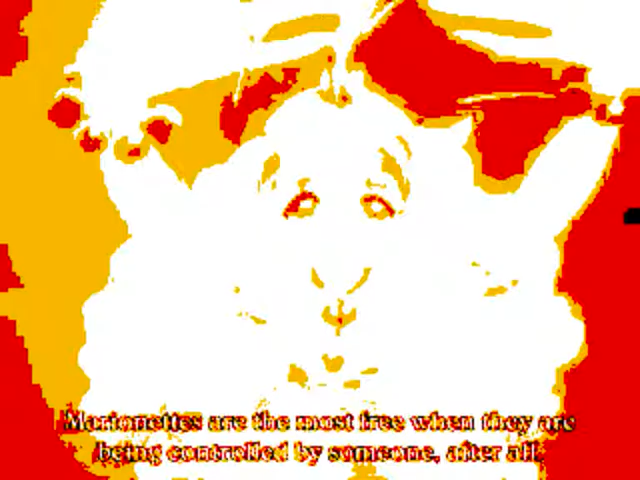 Marionettes are the most free when they are
being controlled by someone, after all.